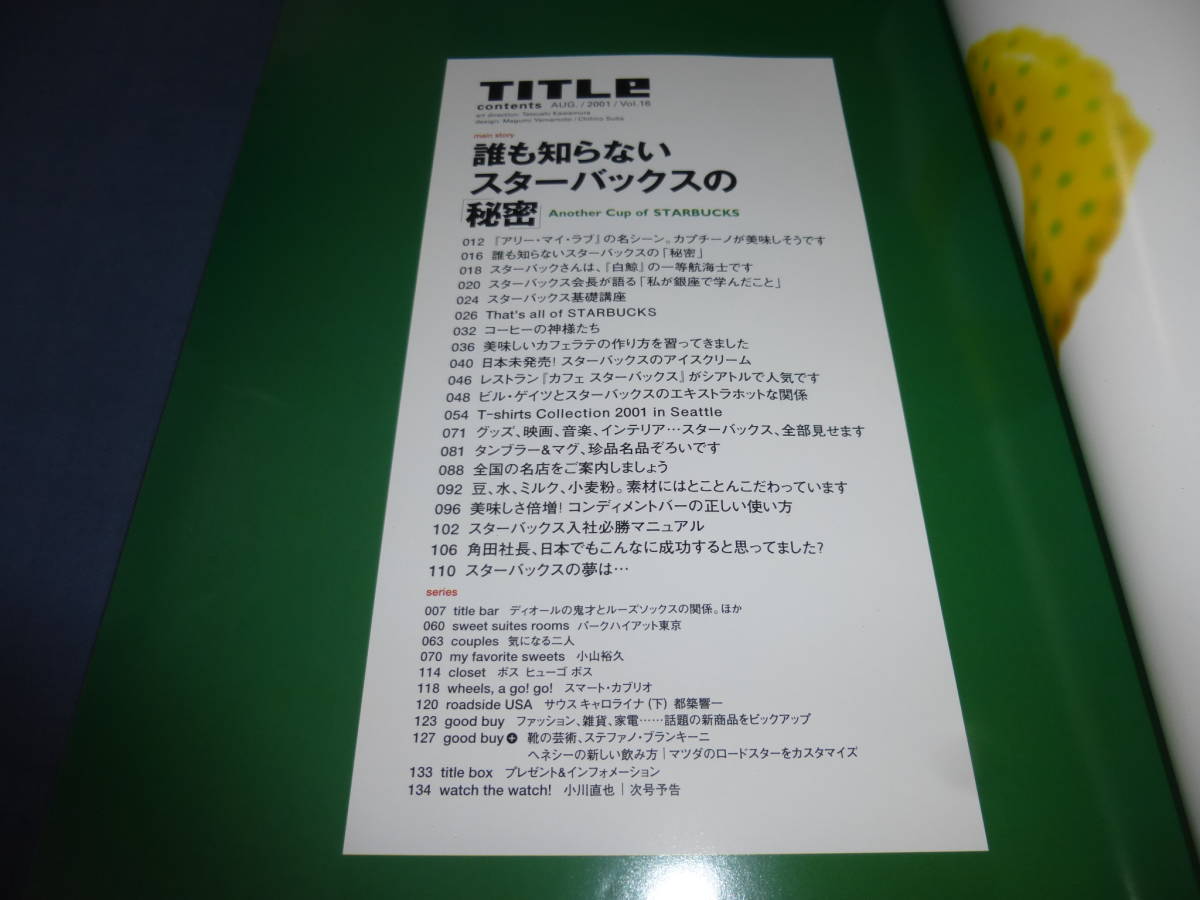 TITLe
contents AUG. / 2001 / Vol.16
art direction: Tetsushi Kawamura
design: Megumi Yamamoto / Chihiro Suda
main story
誰も知らない
スターバックスの
「秘密」 Another Cup of STARBUCKS
012 『アリー・マイ・ラブ』の名シーン。カプチーノが美味しそうです
016 誰も知らないスターバックスの「秘密」
018 スターバックさんは、『白鯨』の一等航海士です
020 スターバックス会長が語る「私が銀座で学んだこと」
024 スターバックス基礎講座
026 That's all of STARBUCKS
032 コーヒーの神様たち
036 美味しいカフェラテの作り方を習ってきました
040 日本未発売! スターバックスのアイスクリーム
046 レストラン『カフェ スターバックス』がシアトルで人気です
048 ビル・ゲイツとスターバックスのエキストラホットな関係
054 T-shirts Collection 2001 in Seattle
071 グッズ、映画、音楽、インテリア…スターバックス、全部見せます
081 タンブラー&マグ、珍品名品ぞろいです
088 全国の名店をご案内しましょう
092 豆、水、ミルク、小麦粉。素材にはとことんこだわっています
096 美味しさ倍増! コンディメントバーの正しい使い方
102 スターバックス入社必勝マニュアル
106 角田社長、日本でもこんなに成功すると思ってました?
110 スターバックスの夢は…
series
007 title bar ディオールの鬼才とルーズソックスの関係。ほか
060 sweet suites rooms パークハイアット東京
063 couples 気になる二人
070 my favorite sweets 小山裕久
114 closet ボス ヒューゴ ボス
118 wheels, a go! go! スマート・カブリオ
120 roadside USA サウス キャロライナ (下) 都築響一
123 good buy ファッション、雑貨、家電……話題の新商品をピックアップ
127 good buy+ 靴の芸術、ステファノ・ブランキーニ
ヘネシーの新しい飲み方 | マツダのロードスターをカスタマイズ
133 title box プレゼント&インフォメーション
134 watch the watch! 小川直也 | 次号予告